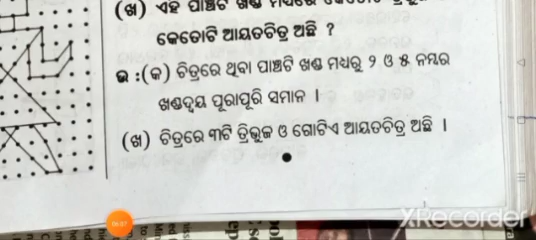 (ଖ) ଏହି ପାଞ୍ଚଟି ଖଣ୍ଡ ମଧ୍ୟରେ
କେତୋଟି ଆୟତଚିତ୍ର ଅଛି ?
ଉ :(କ) ଚିତ୍ରରେ ଥିବା ପାଞ୍ଚଟି ଖଣ୍ଡ ମଧ୍ୟରୁ ୨ ଓ ୫ ନମ୍ବର
ଖଣ୍ଡଦ୍ୱୟ ପୂରାପୂରି ସମାନ ।
(ଖ) ଚିତ୍ରରେ ୩ଟି ତ୍ରିଭୁଜ ଓ ଗୋଟିଏ ଆୟତଚିତ୍ର ଅଛି ।
XRecorder